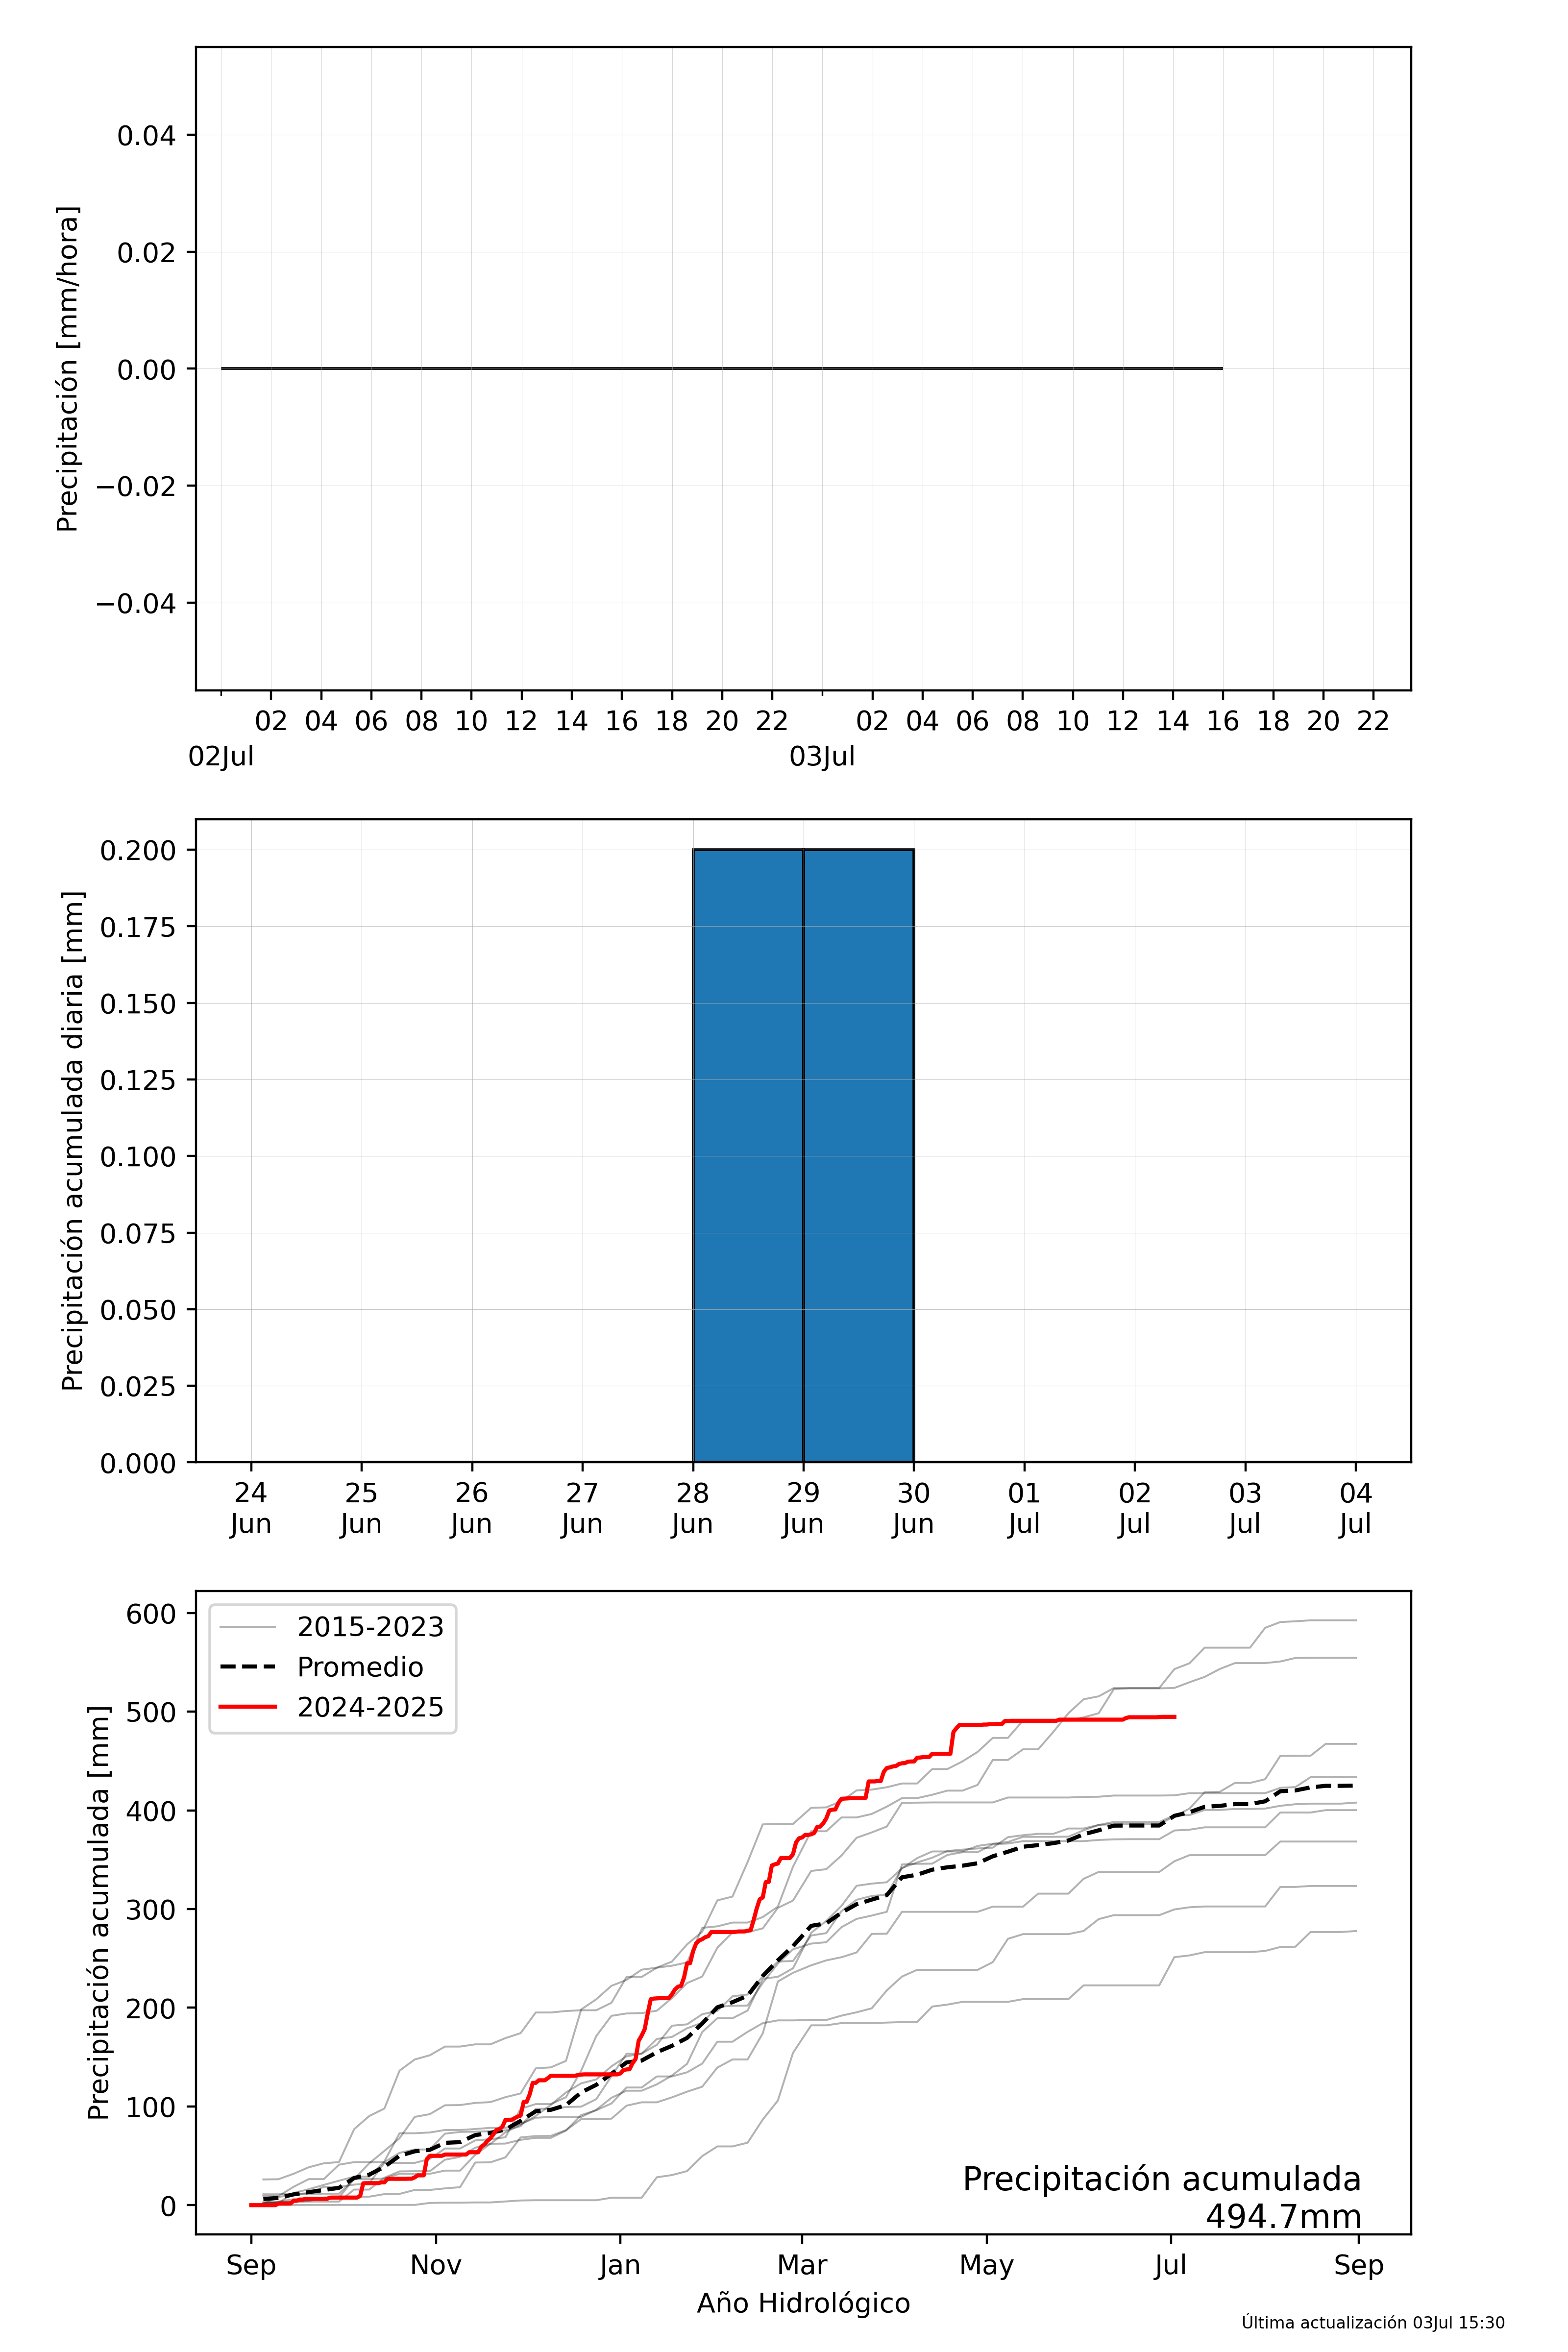 Precipitación [mm/hora]
0.04
0.02
0.00
−0.02
−0.04
02 04 06 08 10 12 14 16 18 20 22 02 04 06 08 10 12 14 16 18 20 22
02Jul 03Jul
Precipitación acumulada diaria [mm]
0.200
0.175
0.150
0.125
0.100
0.075
0.050
0.025
0.000
24 25 26 27 28 29 30 01 02 03 04
Jun Jun Jun Jun Jun Jun Jun Jul Jul Jul Jul
Precipitación acumulada [mm]
600
500
400
300
200
100
0
2015-2023
Promedio
2024-2025
Precipitación acumulada
494.7mm
Sep Nov Jan Mar May Jul Sep
Año Hidrológico
Última actualización 03Jul 15:30